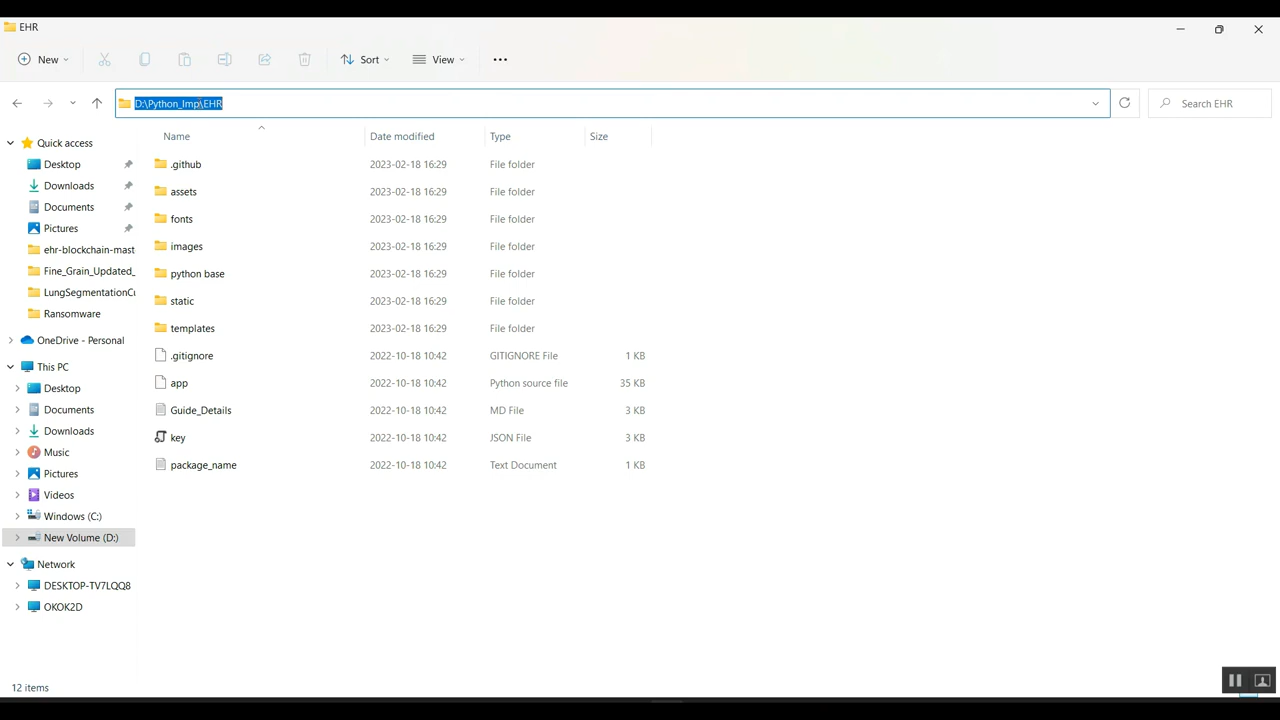 EHR
New Sort View
D:\Python_Imp\EHR Search EHR
Name Date modified Type Size
Quick access
Desktop
Downloads
Documents
Pictures
ehr-blockchain-mast
Fine_Grain_Updated_
LungSegmentationCu
Ransomware
OneDrive - Personal
This PC
Desktop
Documents
Downloads
Music
Pictures
Videos
Windows (C:)
New Volume (D:)
Network
DESKTOP-TV7LQQ8
OKOK2D
.github 2023-02-18 16:29 File folder
assets 2023-02-18 16:29 File folder
fonts 2023-02-18 16:29 File folder
images 2023-02-18 16:29 File folder
python base 2023-02-18 16:29 File folder
static 2023-02-18 16:29 File folder
templates 2023-02-18 16:29 File folder
.gitignore 2022-10-18 10:42 GITIGNORE File 1 KB
app 2022-10-18 10:42 Python source file 35 KB
Guide_Details 2022-10-18 10:42 MD File 3 KB
key 2022-10-18 10:42 JSON File 3 KB
package_name 2022-10-18 10:42 Text Document 1 KB
12 items